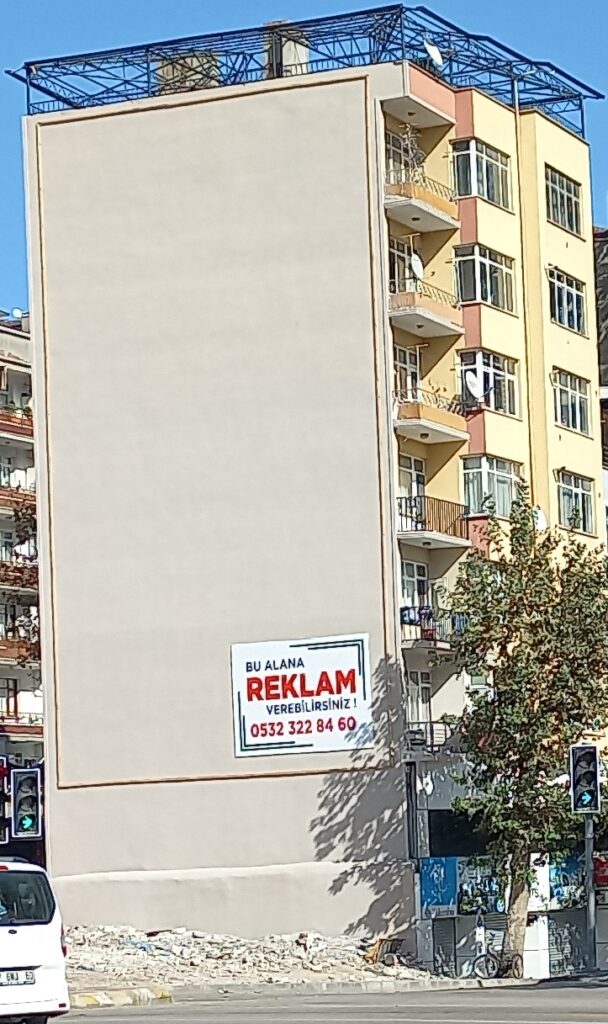 BU ALANA
REKLAM
VEREBİLİRSİNİZ !
0532 322 84 60